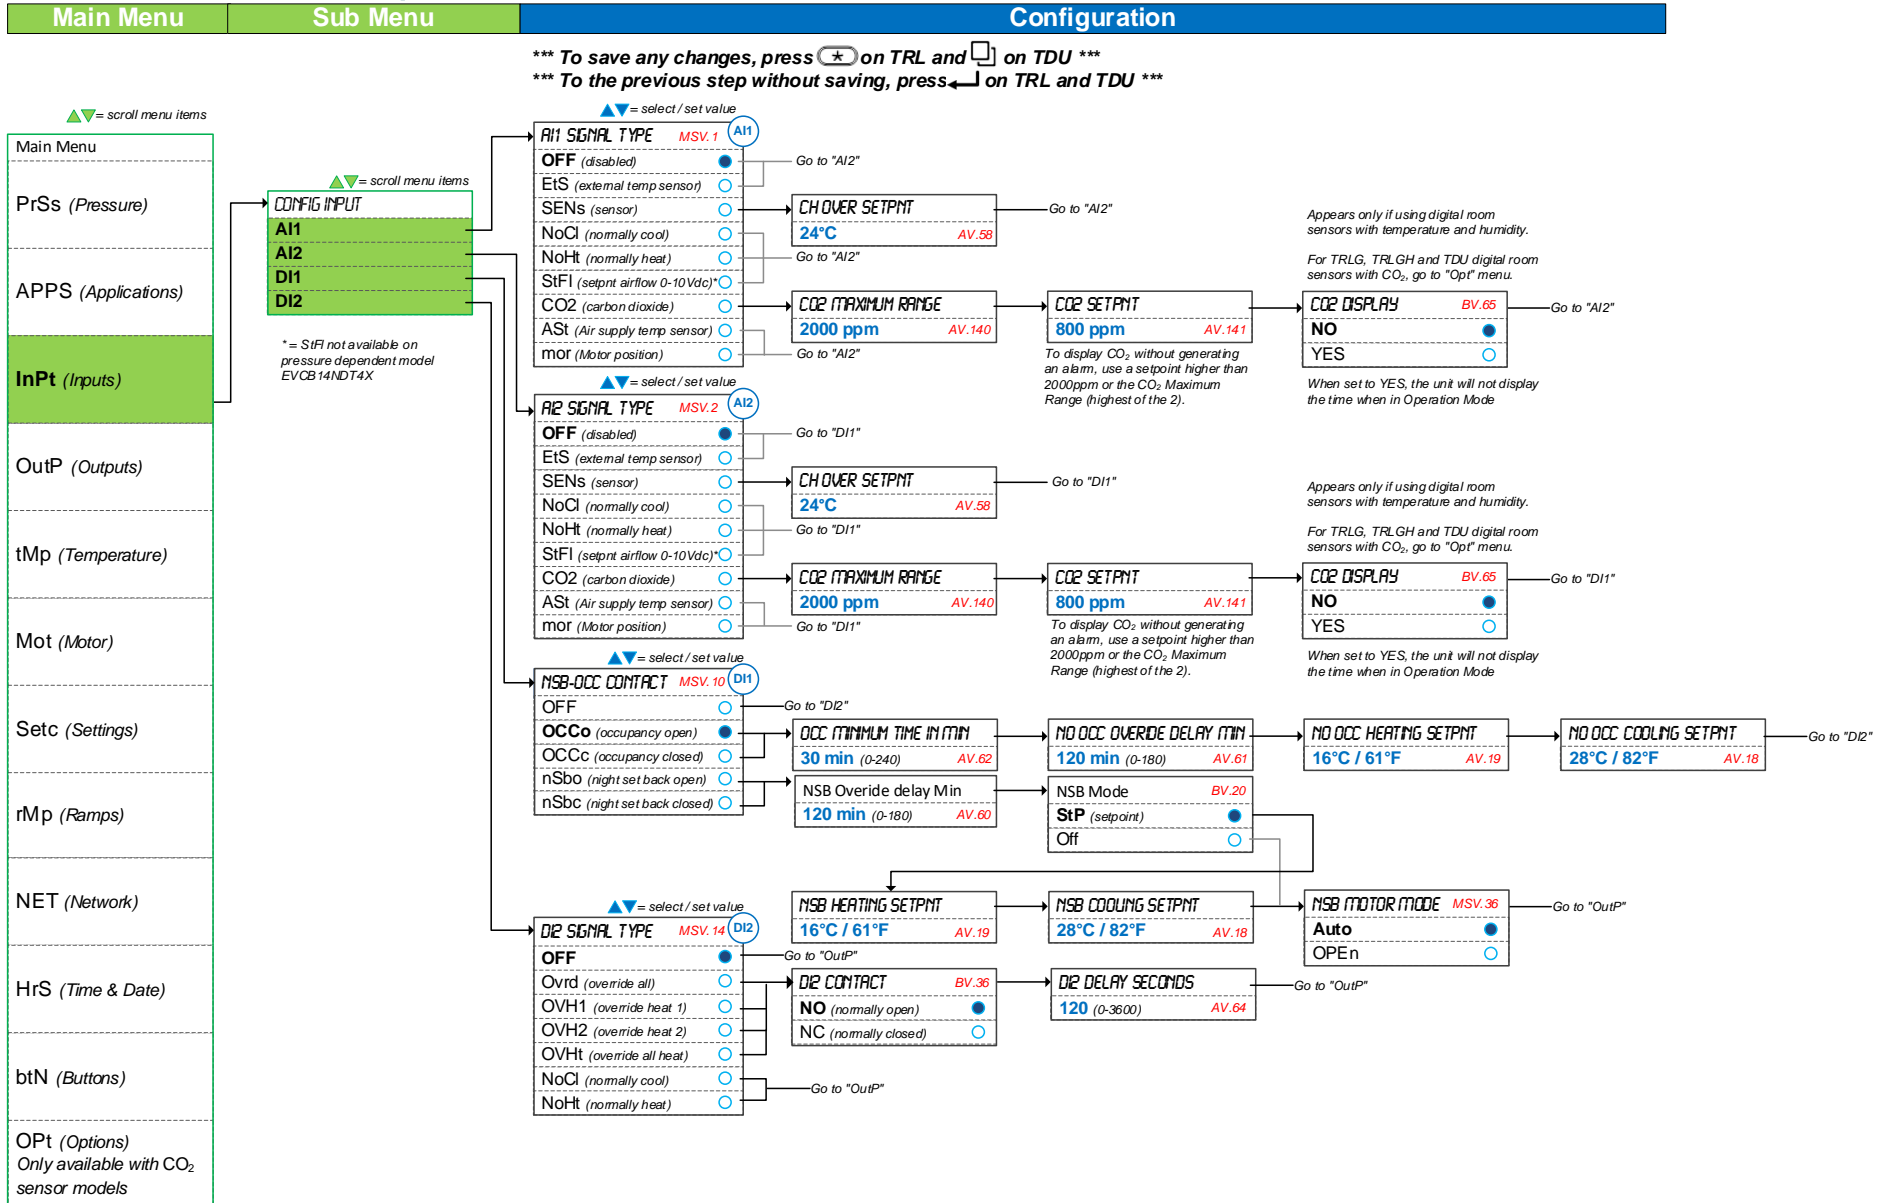 Main Menu
Sub Menu
Configuration
*** To save any changes, press * on TRL and on TDU ***
*** To the previous step without saving, press on TRL and TDU ***
= scroll menu items
Main Menu
PrSs (Pressure)
APPS (Applications)
InPt (Inputs)
OutP (Outputs)
tMp (Temperature)
Mot (Motor)
Setc (Settings)
rMp (Ramps)
NET (Network)
HrS (Time & Date)
btN (Buttons)
OPt (Options)
Only available with CO₂
sensor models
= scroll menu items
CONFIG INPUT
AI1
AI2
DI1
DI2
* = StFl not available on
pressure dependent model
EVCB14NDT4X
= select / set value
AI1 SIGNAL TYPE MSV.1 AI1
OFF (disabled)
EtS (external temp sensor)
SENs (sensor)
NoCl (normally cool)
NoHt (normally heat)
StFl (setpnt airflow 0-10Vdc)*
CO2 (carbon dioxide)
ASt (Air supply temp sensor)
mor (Motor position)
Go to "AI2"
CH OVER SETPNT
24°C AV.58
Go to "AI2"
Go to "AI2"
CO2 MAXIMUM RANGE
2000 ppm AV.140
Go to "AI2"
CO2 SETPNT
800 ppm AV.141
To display CO₂ without generating
an alarm, use a setpoint higher than
2000ppm or the CO₂ Maximum
Range (highest of the 2).
Appears only if using digital room
sensors with temperature and humidity.
For TRLG, TRLGH and TDU digital room
sensors with CO₂, go to "Opt" menu.
CO2 DISPLAY BV.65
NO
YES
Go to "AI2"
When set to YES, the unit will not display
the time when in Operation Mode
= select / set value
AI2 SIGNAL TYPE MSV.2 AI2
OFF (disabled)
EtS (external temp sensor)
SENs (sensor)
NoCl (normally cool)
NoHt (normally heat)
StFl (setpnt airflow 0-10Vdc)*
CO2 (carbon dioxide)
ASt (Air supply temp sensor)
mor (Motor position)
Go to "DI1"
CH OVER SETPNT
24°C AV.58
Go to "DI1"
Go to "DI1"
CO2 MAXIMUM RANGE
2000 ppm AV.140
Go to "DI1"
CO2 SETPNT
800 ppm AV.141
To display CO₂ without generating
an alarm, use a setpoint higher than
2000ppm or the CO₂ Maximum
Range (highest of the 2).
Appears only if using digital room
sensors with temperature and humidity.
For TRLG, TRLGH and TDU digital room
sensors with CO₂, go to "Opt" menu.
CO2 DISPLAY BV.65
NO
YES
Go to "DI1"
When set to YES, the unit will not display
the time when in Operation Mode
= select / set value
NSB-OCC CONTACT MSV.10 DI1
OFF
OCCo (occupancy open)
OCCc (occupancy closed)
nSbo (night set back open)
nSbc (night set back closed)
Go to "DI2"
OCC MINIMUM TIME IN MIN
30 min (0-240) AV.62
NO OCC OVERIDE DELAY MIN
120 min (0-180) AV.61
NO OCC HEATING SETPNT
16°C / 61°F AV.19
NO OCC COOLING SETPNT
28°C / 82°F AV.18
Go to "DI2"
NSB Overide delay Min
120 min (0-180) AV.60
NSB Mode BV.20
StP (setpoint)
Off
NSB HEATING SETPNT
16°C / 61°F AV.19
NSB COOLING SETPNT
28°C / 82°F AV.18
NSB MOTOR MODE MSV.36
Auto
OPEn
Go to "OutP"
= select / set value
DI2 SIGNAL TYPE MSV.14 DI2
OFF
Ovrd (override all)
OVH1 (override heat 1)
OVH2 (override heat 2)
OVHt (override all heat)
NoCl (normally cool)
NoHt (normally heat)
Go to "OutP"
DI2 CONTACT BV.36
NO (normally open)
NC (normally closed)
DI2 DELAY SECONDS
120 (0-3600) AV.64
Go to "OutP"
Go to "OutP"